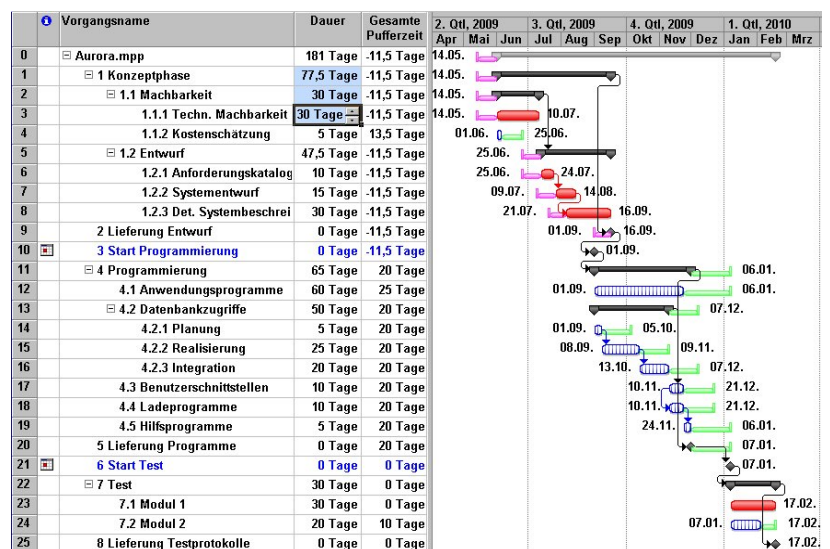 Vorgangsname Dauer Gesamte Pufferzeit 2. Qtl, 2009 3. Qtl, 2009 4. Qtl, 2009 1. Qtl, 2010
Apr Mai Jun Jul Aug Sep Okt Nov Dez Jan Feb Mrz
0 Aurora.mpp 181 Tage -11,5 Tage 14.05.
1 1 Konzeptphase 77,5 Tage -11,5 Tage 14.05.
2 1.1 Machbarkeit 30 Tage -11,5 Tage 14.05.
3 1.1.1 Techn. Machbarkeit 30 Tage -11,5 Tage 14.05. 10.07.
4 1.1.2 Kostenschätzung 5 Tage 13,5 Tage 01.06. 25.06.
5 1.2 Entwurf 47,5 Tage -11,5 Tage 25.06.
6 1.2.1 Anforderungskatalog 10 Tage -11,5 Tage 25.06. 24.07.
7 1.2.2 Systementwurf 15 Tage -11,5 Tage 09.07. 14.08.
8 1.2.3 Det. Systembeschrei 30 Tage -11,5 Tage 21.07. 16.09.
9 2 Lieferung Entwurf 0 Tage -11,5 Tage 01.09. 16.09.
10 3 Start Programmierung 0 Tage -11,5 Tage 01.09.
11 4 Programmierung 65 Tage 20 Tage 06.01.
12 4.1 Anwendungsprogramme 60 Tage 25 Tage 01.09. 06.01.
13 4.2 Datenbankzugriffe 50 Tage 20 Tage 07.12.
14 4.2.1 Planung 5 Tage 20 Tage 01.09. 05.10.
15 4.2.2 Realisierung 25 Tage 20 Tage 08.09. 09.11.
16 4.2.3 Integration 20 Tage 20 Tage 13.10. 07.12.
17 4.3 Benutzerschnittstellen 10 Tage 20 Tage 10.11. 21.12.
18 4.4 Ladeprogramme 10 Tage 20 Tage 10.11. 21.12.
19 4.5 Hilfsprogramme 5 Tage 20 Tage 24.11. 06.01.
20 5 Lieferung Programme 0 Tage 20 Tage 07.01.
21 6 Start Test 0 Tage 0 Tage 07.01.
22 7 Test 30 Tage 0 Tage
23 7.1 Modul 1 30 Tage 0 Tage 17.02.
24 7.2 Modul 2 20 Tage 10 Tage 07.01. 17.02.
25 8 Lieferung Testprotokolle 0 Tage 0 Tage 17.02.